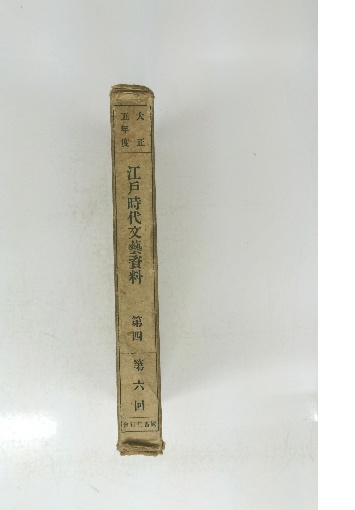 大正
五年度
江戸時代文藝資料
第四
第六回